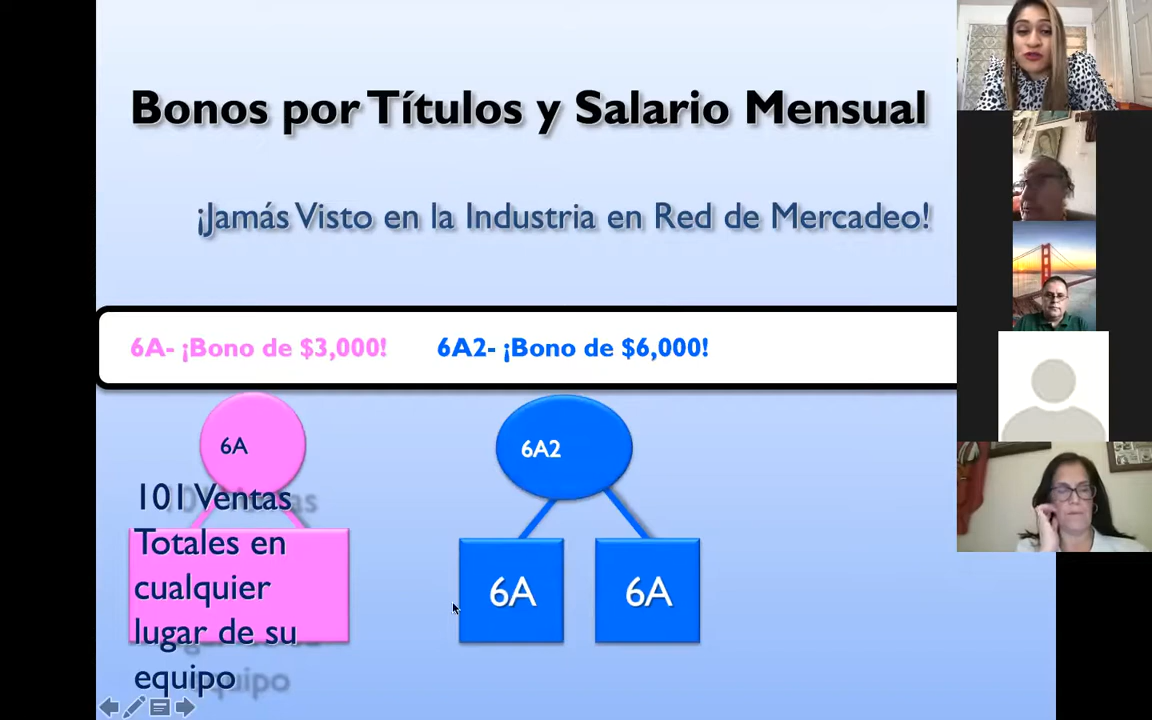 Bonos por Títulos y Salario Mensual
¡Jamás Visto en la Industria en Red de Mercadeo!
6A- ¡Bono de $3,000! 6A2- ¡Bono de $6,000!
6A
6A2
101 Ventas
Totales en
cualquier
lugar de su
equipo
6A 6A